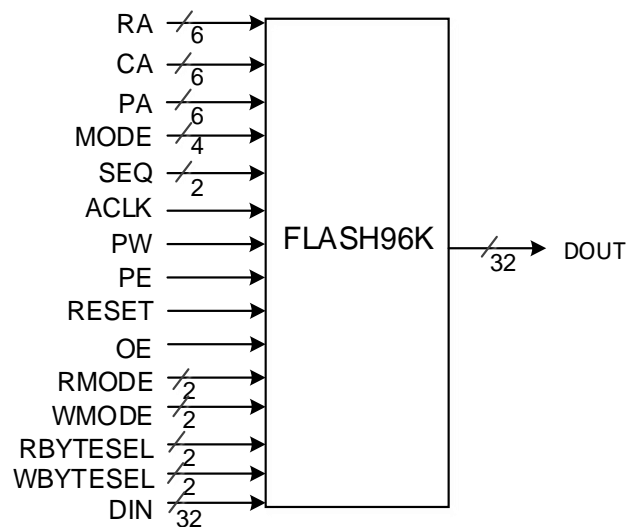 RA
6
CA
6
PA
6
MODE
4
SEQ
2
ACLK
PW
PE
RESET
OE
RMODE
2
WMODE
2
RBYTESEL
2
WBYTESEL
2
DIN
32
FLASH96K
32
DOUT